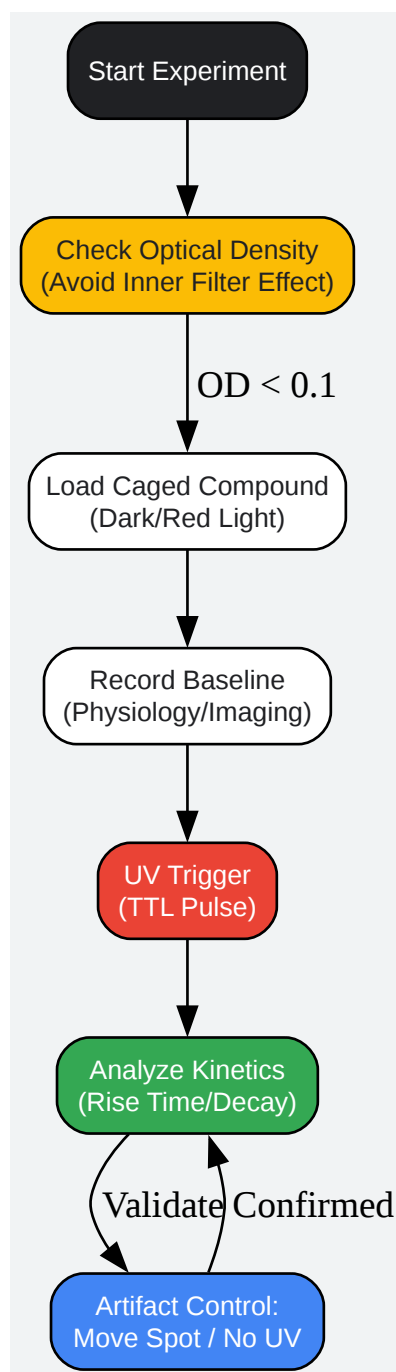 Start Experiment
Check Optical Density
(Avoid Inner Filter Effect)
OD < 0.1
Load Caged Compound
(Dark/Red Light)
Record Baseline
(Physiology/Imaging)
UV Trigger
(TTL Pulse)
Analyze Kinetics
(Rise Time/Decay)
Validate Confirmed
Artifact Control:
Move Spot / No UV